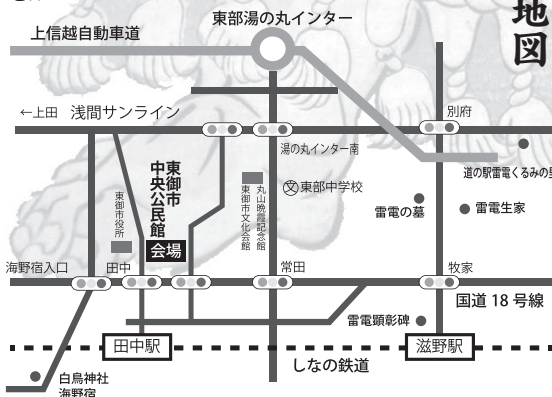 地図
東部湯の丸インター
上信越自動車道
←上田
浅間サンライン
別府
湯の丸インター南
道の駅雷電くるみの里
東御市
中央公民館
会場
東御市役所
丸山晩霞記念館
東御市文化会館
文東部中学校
雷電の墓
雷電生家
海野宿入口
田中
常田
牧家
国道18号線
雷電顕彰碑
田中駅
滋野駅
しなの鉄道
白鳥神社
海野宿